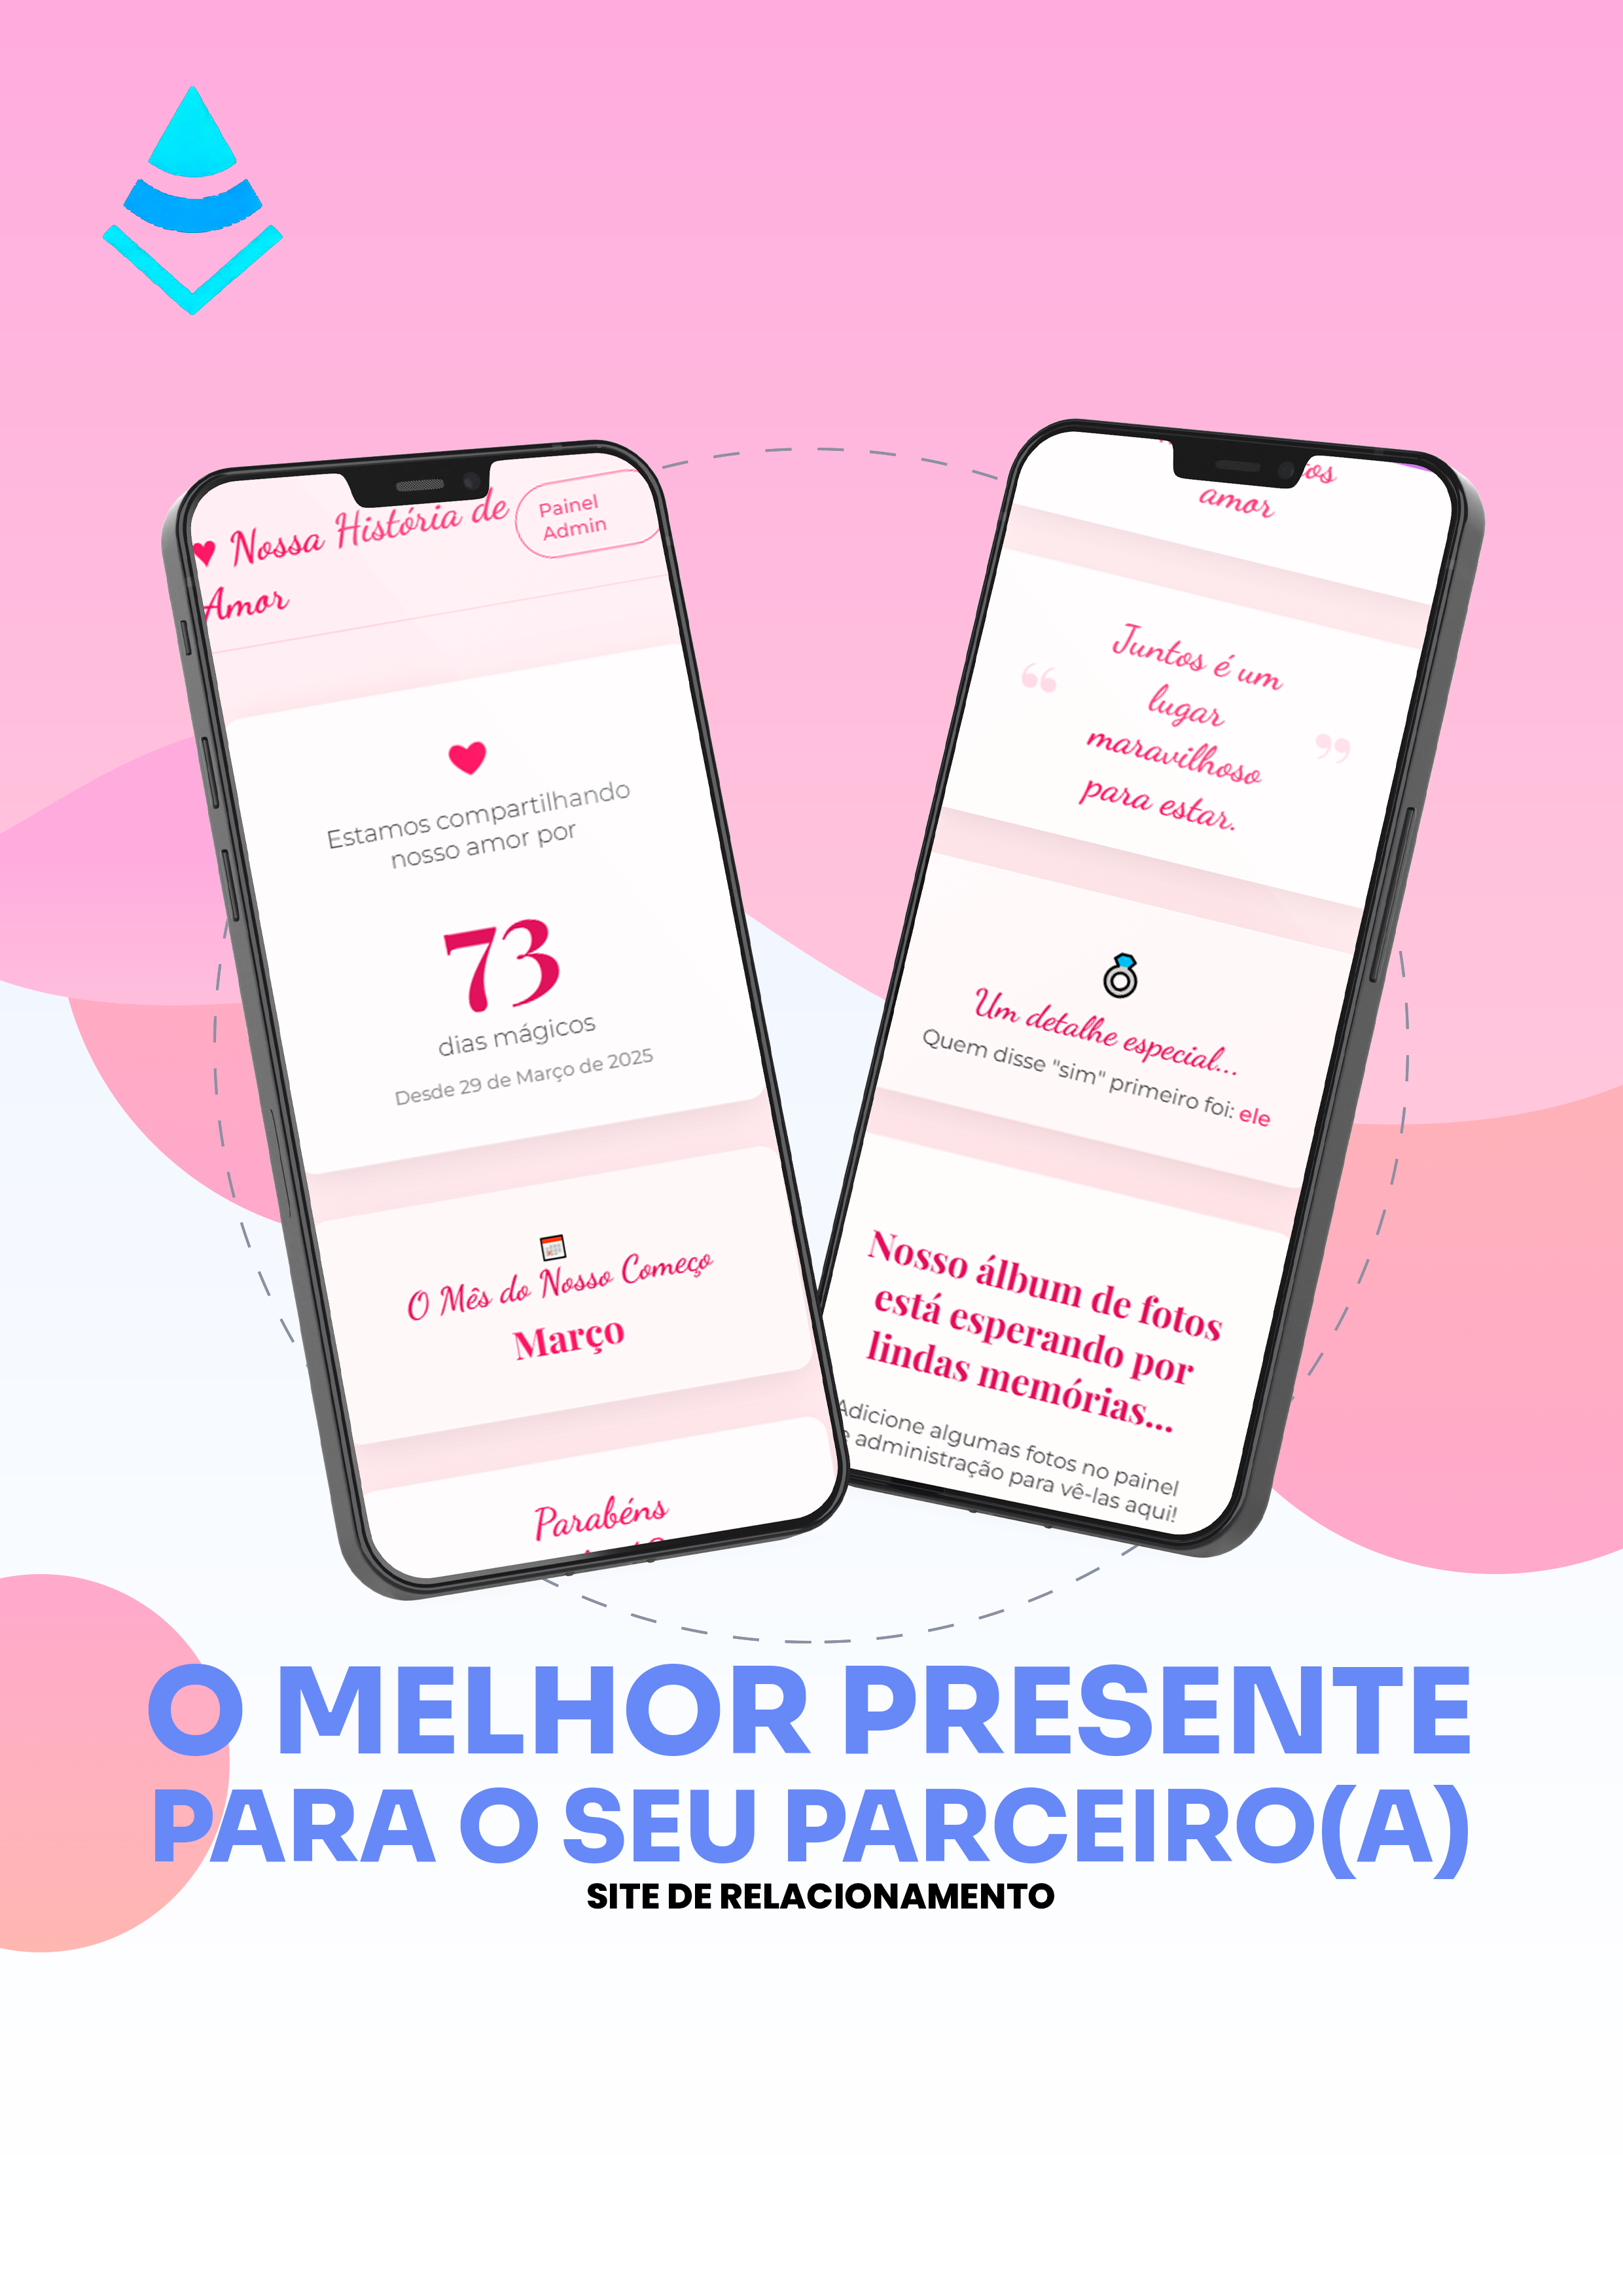 ♥ Nossa História de
Amor
Painel
Admin
Estamos compartilhando
nosso amor por
73
dias mágicos
Desde 29 de Março de 2025
O Mês do Nosso Começo
Março
Parabéns
amor
“
Juntos é um
lugar
maravilhoso
para estar.
”
Um detalhe especial...
Quem disse "sim" primeiro foi: ele
Nosso álbum de fotos
está esperando por
lindas memórias...
Adicione algumas fotos no painel
e administração para vê-las aqui!
O MELHOR PRESENTE
PARA O SEU PARCEIRO(A)
SITE DE RELACIONAMENTO